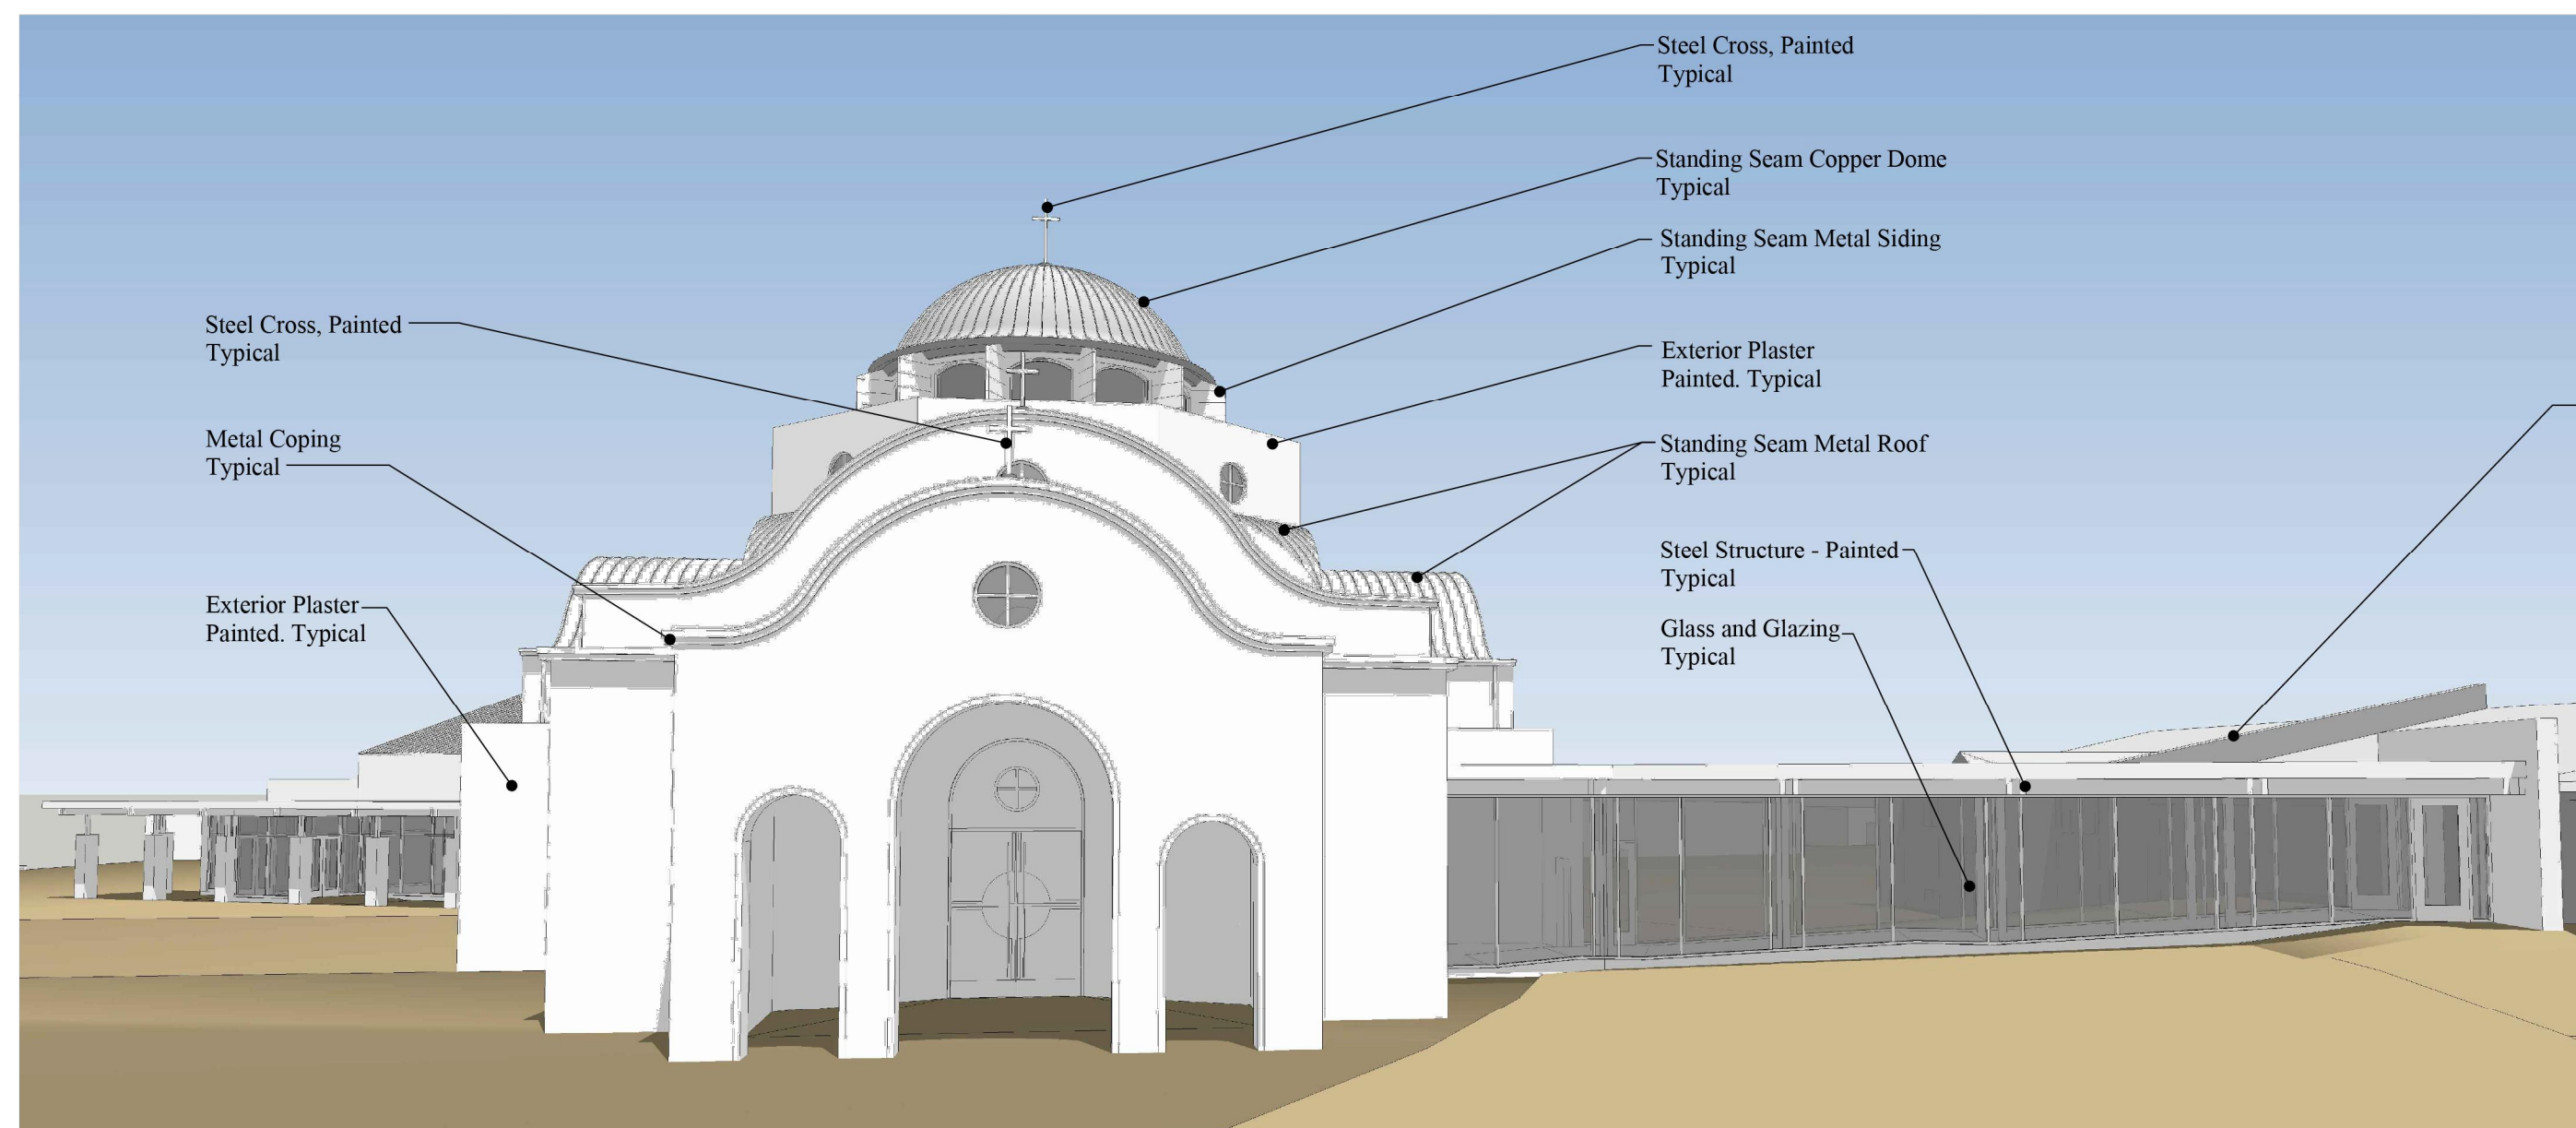 Steel Cross, Painted
Typical
Standing Seam Copper Dome
Typical
Standing Seam Metal Siding
Typical
Steel Cross, Painted
Typical
Exterior Plaster
Painted. Typical
Metal Coping
Typical
Standing Seam Metal Roof
Typical
Steel Structure - Painted
Typical
Exterior Plaster
Painted. Typical
Glass and Glazing
Typical